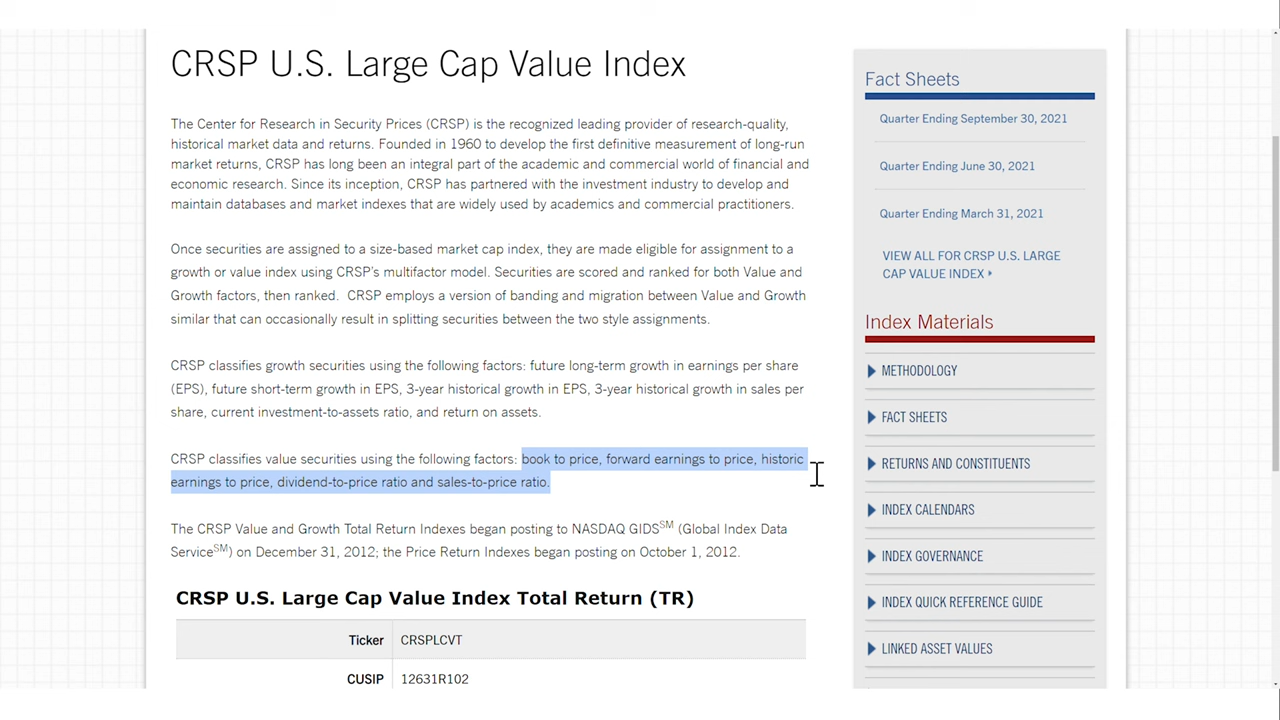 CRSP U.S. Large Cap Value Index
The Center for Research in Security Prices (CRSP) is the recognized leading provider of research-quality,
historical market data and returns. Founded in 1960 to develop the first definitive measurement of long-run
market returns, CRSP has long been an integral part of the academic and commercial world of financial and
economic research. Since its inception, CRSP has partnered with the investment industry to develop and
maintain databases and market indexes that are widely used by academics and commercial practitioners.
Once securities are assigned to a size-based market cap index, they are made eligible for assignment to a
growth or value index using CRSP's multifactor model. Securities are scored and ranked for both Value and
Growth factors, then ranked.  CRSP employs a version of banding and migration between Value and Growth
similar that can occasionally result in splitting securities between the two style assignments.
CRSP classifies growth securities using the following factors: future long-term growth in earnings per share
(EPS), future short-term growth in EPS, 3-year historical growth in EPS, 3-year historical growth in sales per
share, current investment-to-assets ratio, and return on assets.
CRSP classifies value securities using the following factors: book to price, forward earnings to price, historic
earnings to price, dividend-to-price ratio and sales-to-price ratio.
The CRSP Value and Growth Total Return Indexes began posting to NASDAQ GIDSSM (Global Index Data
ServiceSM) on December 31, 2012; the Price Return Indexes began posting on October 1, 2012.
CRSP U.S. Large Cap Value Index Total Return (TR)
Ticker CRSPLCVT
CUSIP 12631R102
Fact Sheets
Quarter Ending September 30, 2021
Quarter Ending June 30, 2021
Quarter Ending March 31, 2021
VIEW ALL FOR CRSP U.S. LARGE
CAP VALUE INDEX
Index Materials
METHODOLOGY
FACT SHEETS
RETURNS AND CONSTITUENTS
INDEX CALENDARS
INDEX GOVERNANCE
INDEX QUICK REFERENCE GUIDE
LINKED ASSET VALUES